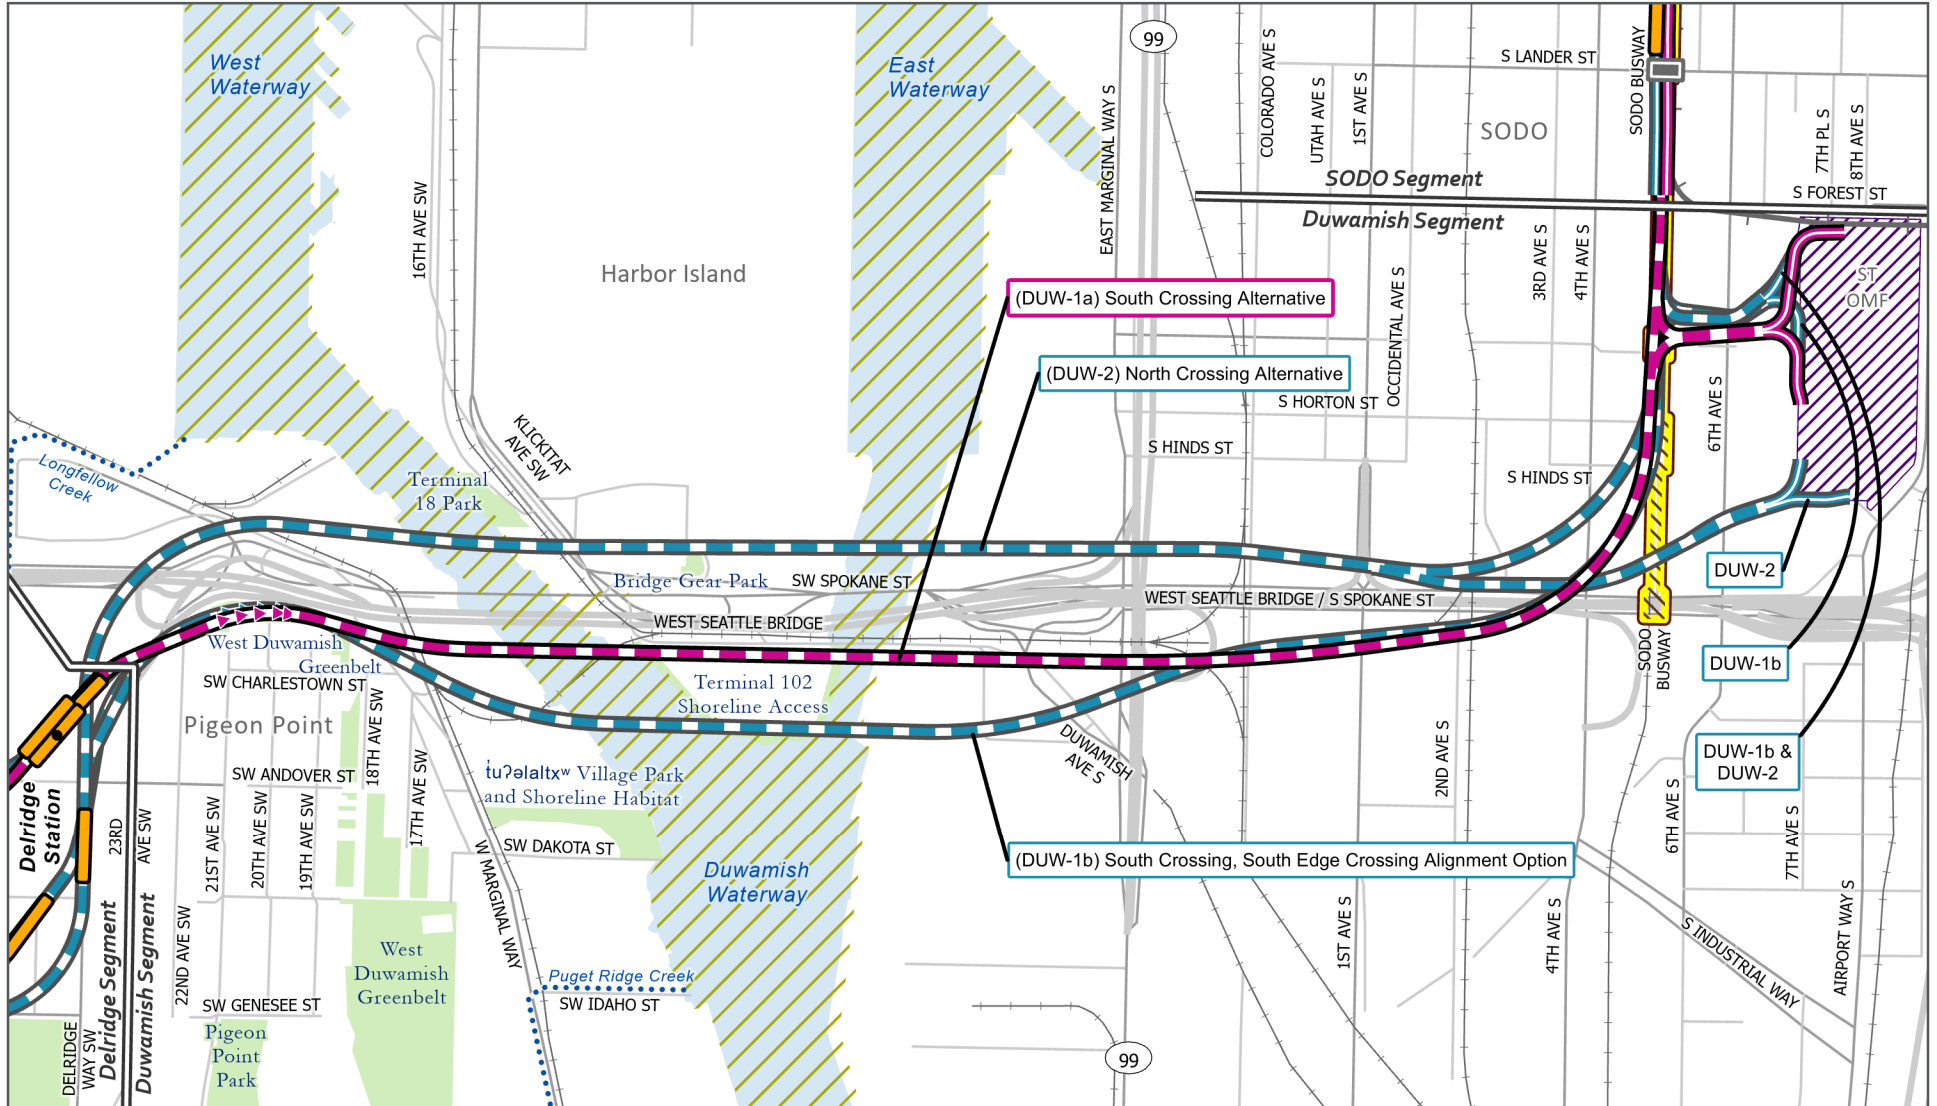 West
Waterway
East
Waterway
99
COLORADO AVE S
UTAH AVE S
1ST AVE S
S LANDER ST
SODO BUSWAY
SODO
7TH PL S
8TH AVE S
EAST MARGINAL WAY S
16TH AVE SW
SODO Segment
Duwamish Segment
S FOREST ST
Harbor Island
3RD AVE S
4TH AVE S
OCCIDENTAL AVE S
ST
OMF
(DUW-1a) South Crossing Alternative
(DUW-2) North Crossing Alternative
S HORTON ST
6TH AVE S
KLICKITAT
AVE SW
S HINDS ST
S HINDS ST
Longfellow
Creek
Terminal
18 Park
Bridge Gear Park
SW SPOKANE ST
WEST SEATTLE BRIDGE / S SPOKANE ST
WEST SEATTLE BRIDGE
DUW-2
West Duwamish
Greenbelt
SW CHARLESTOWN ST
Terminal 102
Shoreline Access
SODO
BUSWAY
DUW-1b
Pigeon Point
18TH AVE SW
DUWAMISH
AVE S
2ND AVE S
DUW-1b &
DUW-2
SW ANDOVER ST
17TH AVE SW
t̓uʔəlaltxʷ Village Park
and Shoreline Habitat
Delridge
Station
23RD
AVE SW
21ST AVE SW
20TH AVE SW
19TH AVE SW
SW DAKOTA ST
(DUW-1b) South Crossing, South Edge Crossing Alignment Option
6TH AVE S
7TH AVE S
Duwamish
Waterway
W MARGINAL WAY
Delridge Segment
Duwamish Segment
22ND AVE SW
West
Duwamish
Greenbelt
1ST AVE S
4TH AVE S
S INDUSTRIAL WAY
AIRPORT WAY S
Puget Ridge Creek
SW IDAHO ST
SW GENESEE ST
DELRIDGE
WAY SW
Pigeon
Point
Park
99